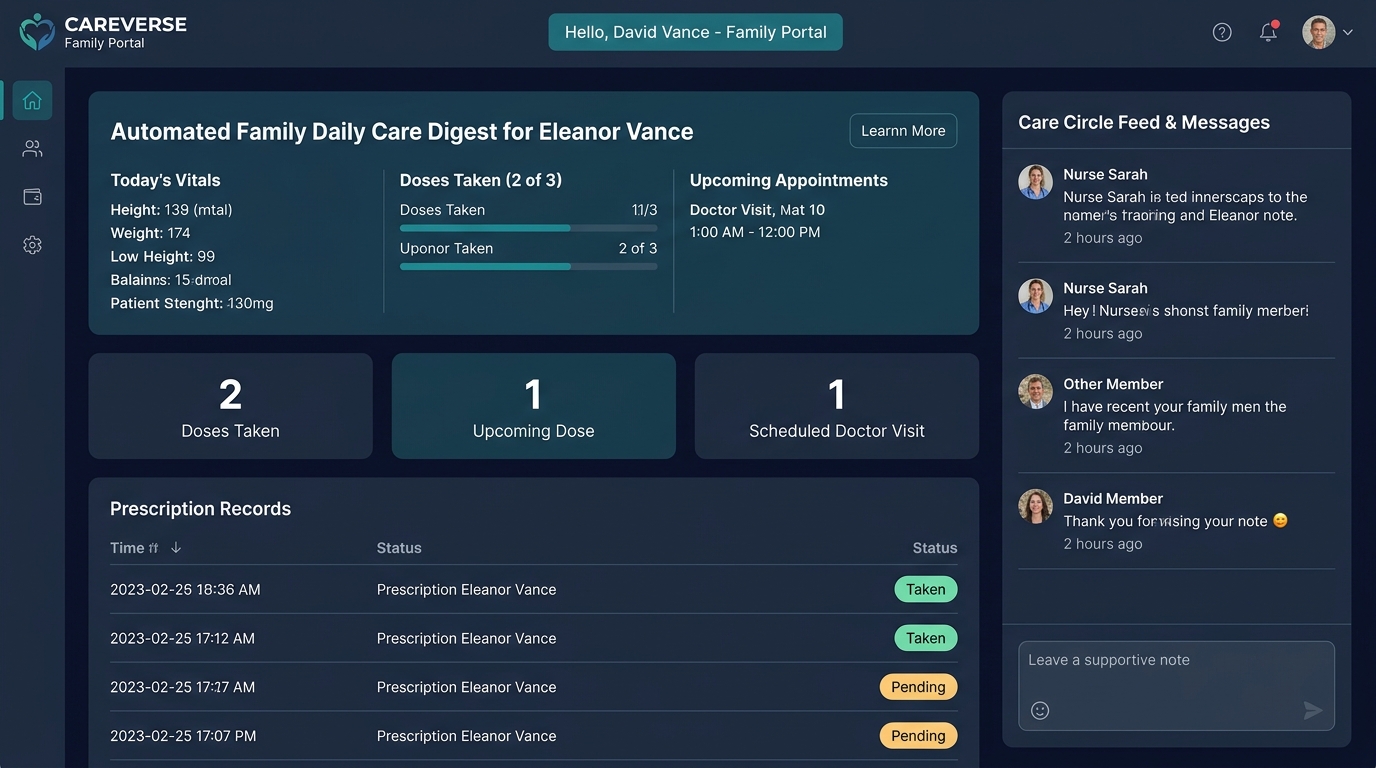 CAREVERSE
Family Portal
Hello, David Vance - Family Portal
Automated Family Daily Care Digest for Eleanor Vance
Learnn More
Today's Vitals
Height: 139 (mtal)
Weight: 174
Low Height: 99
Balainns: 15
Patient Stenght: 130mg
Doses Taken (2 of 3)
Doses Taken 11/3
Uponor Taken 2 of 3
Upcoming Appointments
Doctor Visit, Mat 10
1:00 AM - 12:00 PM
2
Doses Taken
1
Upcoming Dose
1
Scheduled Doctor Visit
Prescription Records
Time
Status
Status
2023-02-25 18:36 AM Prescription Eleanor Vance Taken
2023-02-25 17:12 AM Prescription Eleanor Vance Taken
2023-02-25 Prescription Eleanor Vance Pending
2023-02-25 17:07 PM Prescription Eleanor Vance Pending
Care Circle Feed & Messages
Nurse Sarah
Nurse Sarah is ted innerscaps to the
and Eleanor note.
2 hours ago
Nurse Sarah
Hey! shonst family merber!
2 hours ago
Other Member
I have recent your family men the
family membour.
2 hours ago
David Member
Thank you your note 😊
2 hours ago
Leave a supportive note